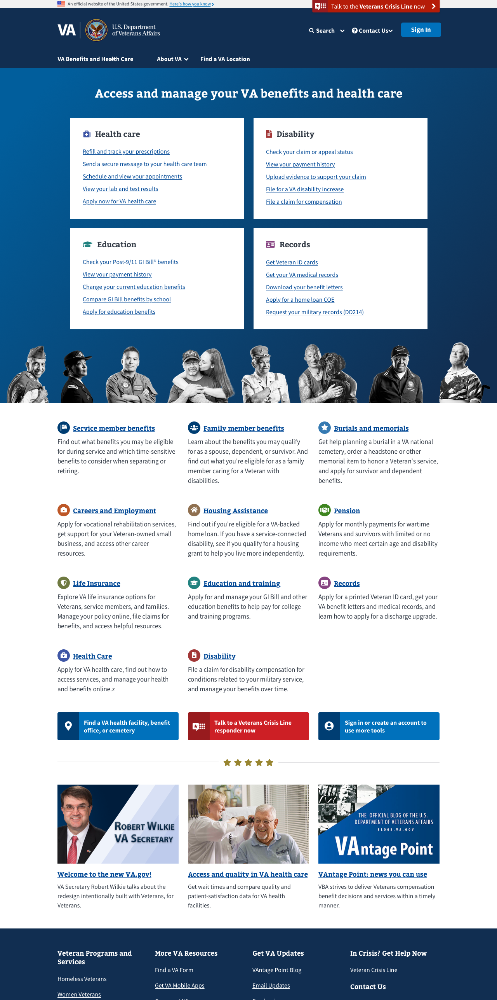 An official website of the United States government. Here's how you know
Talk to the Veterans Crisis Line now
VA
U.S. Department
of Veterans Affairs
Search
Contact Us
Sign In
VA Benefits and Health Care
About VA
Find a VA Location
Access and manage your VA benefits and health care
Health care
Refill and track your prescriptions
Send a secure message to your health care team
Schedule and view your appointments
View your lab and test results
Apply now for VA health care
Disability
Check your claim or appeal status
View your payment history
Upload evidence to support your claim
File for a VA disability increase
File a claim for compensation
Education
Check your Post-9/11 GI Bill® benefits
View your payment history
Change your current education benefits
Compare GI Bill benefits by school
Apply for education benefits
Records
Get Veteran ID cards
Get your VA medical records
Download your benefit letters
Apply for a home loan COE
Request your military records (DD214)
Marine
Service member benefits
Find out what benefits you may be eligible
for during service and which time-sensitive
benefits to consider when separating or
retiring.
Family member benefits
Learn about the benefits you may qualify
for as a spouse, dependent, or survivor. And
find out what you're eligible for as a family
member caring for a Veteran with
disabilities.
Burials and memorials
Get help planning a burial in a VA national
cemetery, order a headstone or other
memorial item to honor a Veteran's service,
and apply for survivor and dependent
benefits.
Careers and Employment
Apply for vocational rehabilitation services,
get support for your Veteran-owned small
business, and access other career
resources.
Housing Assistance
Find out if you're eligible for a VA-backed
home loan. If you have a service-connected
disability, see if you qualify for a housing
grant to help you live more independently.
Pension
Apply for monthly payments for wartime
Veterans and survivors with limited or no
income who meet certain age and disability
requirements.
Life Insurance
Explore VA life insurance options for
Veterans, service members, and families.
Manage your policy online, file claims for
benefits, and access helpful resources.
Education and training
Apply for and manage your GI Bill and other
education benefits to help pay for college
and training programs.
Records
Apply for a printed Veteran ID card, get your
VA benefit letters and medical records, and
learn how to apply for a discharge upgrade.
Health Care
Apply for VA health care, find out how to
access services, and manage your health
and benefits online.z
Disability
File a claim for disability compensation for
conditions related to your military service,
and manage your benefits over time.
Find a VA health facility, benefit
office, or cemetery
Talk to a Veterans Crisis Line
responder now
Sign in or create an account to
use more tools
ROBERT WILKIE
VA SECRETARY
Welcome to the new VA.gov!
VA Secretary Robert Wilkie talks about the
redesign intentionally built with Veterans, for
Veterans.
Access and quality in VA health care
Get wait times and compare quality and
patient-satisfaction data for VA health
facilities.
THE OFFICIAL BLOG OF THE U.S.
DEPARTMENT OF VETERANS AFFAIRS
BLOGS.VA.GOV
VAntage Point
VAntage Point: news you can use
VBA strives to deliver Veterans compensation
benefit decisions and services within a timely
manner.
Veteran Programs and
Services
Homeless Veterans
Women Veterans
More VA Resources
Find a VA Form
Get VA Mobile Apps
Get VA Updates
VAntage Point Blog
Email Updates
In Crisis? Get Help Now
Veteran Crisis Line
Contact Us